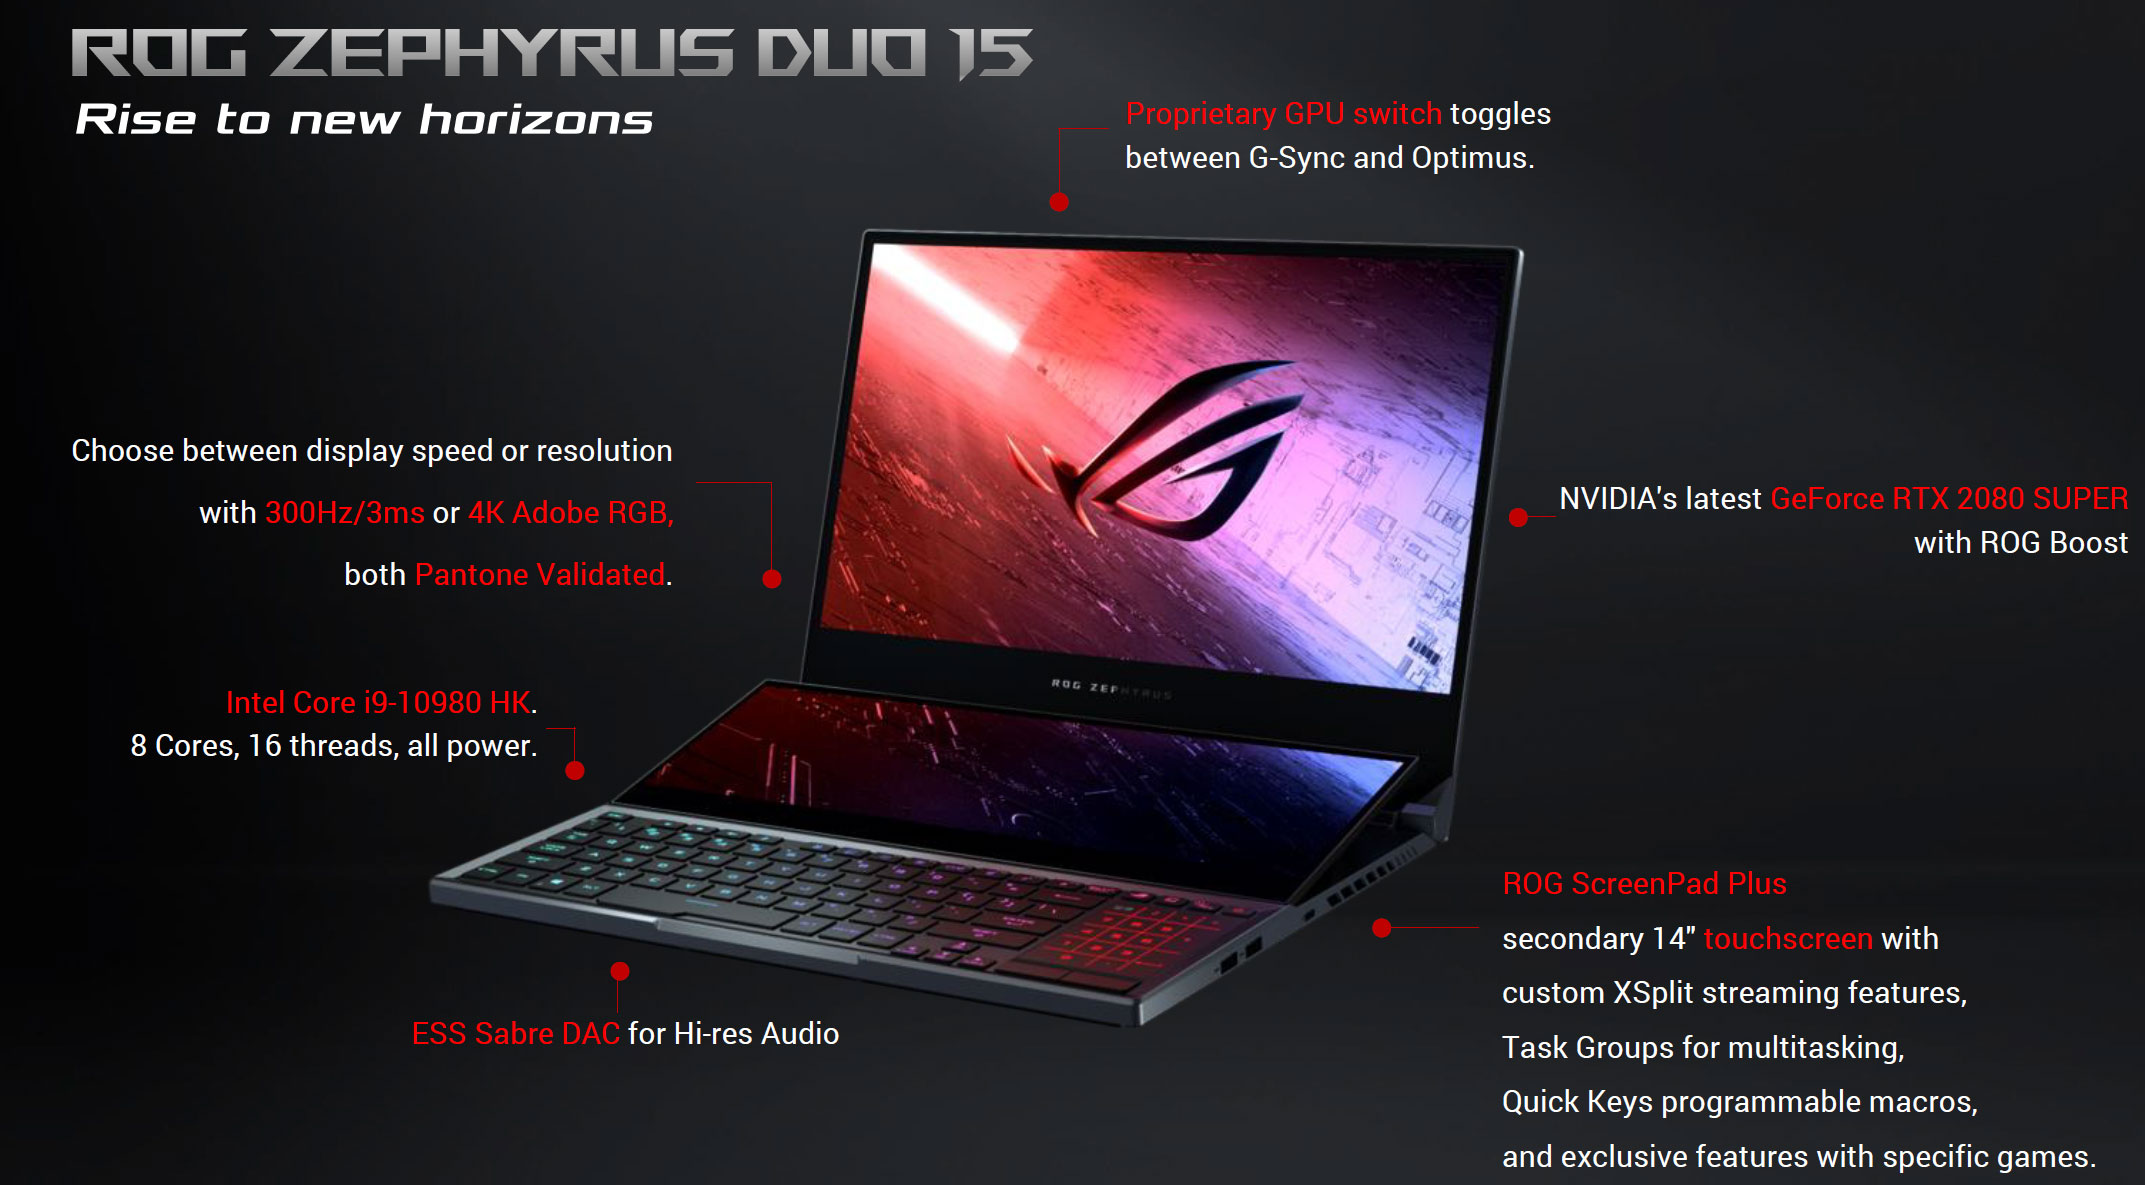 ROG ZEPHYRUS DUO 15
Rise to new horizons
Proprietary GPU switch toggles
between G-Sync and Optimus.
Choose between display speed or resolution
with 300Hz/3ms or 4K Adobe RGB,
both Pantone Validated.
NVIDIA's latest GeForce RTX 2080 SUPER
with ROG Boost
Intel Core i9-10980 HK.
8 Cores, 16 threads, all power.
ROG ZEPHYRUS
ROG ScreenPad Plus
secondary 14" touchscreen with
custom XSplit streaming features,
Task Groups for multitasking,
Quick Keys programmable macros,
and exclusive features with specific games.
ESS Sabre DAC for Hi-res Audio